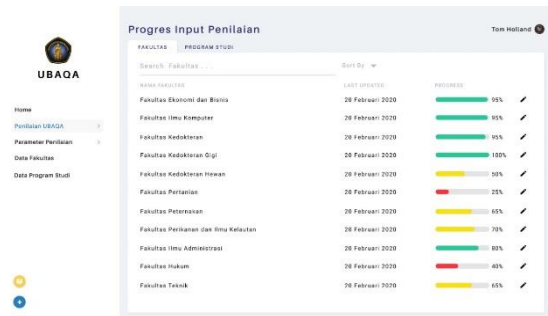 UBAQA
Home
Penilaian UBAQA
Parameter Penilaian
Data Fakultas
Data Program Studi
Progres Input Penilaian
Tom Holland
FAKULTAS PROGRAM STUDI
Search Fakultas . . .
Sort By
NAMA FAKULTAS LAST UPDATED PROGRESS
Fakultas Ekonomi dan Bisnis 20 Februari 2020 95%
Fakultas Ilmu Komputer 20 Februari 2020 95%
Fakultas Kedokteran 20 Februari 2020 95%
Fakultas Kedokteran Gigi 20 Februari 2020 100%
Fakultas Kedokteran Hewan 20 Februari 2020 50%
Fakultas Pertanian 20 Februari 2020 25%
Fakultas Peternakan 20 Februari 2020 65%
Fakultas Perikanan dan Ilmu Kelautan 20 Februari 2020 70%
Fakultas Ilmu Administrasi 20 Februari 2020 80%
Fakultas Hukum 20 Februari 2020 40%
Fakultas Teknik 20 Februari 2020 65%